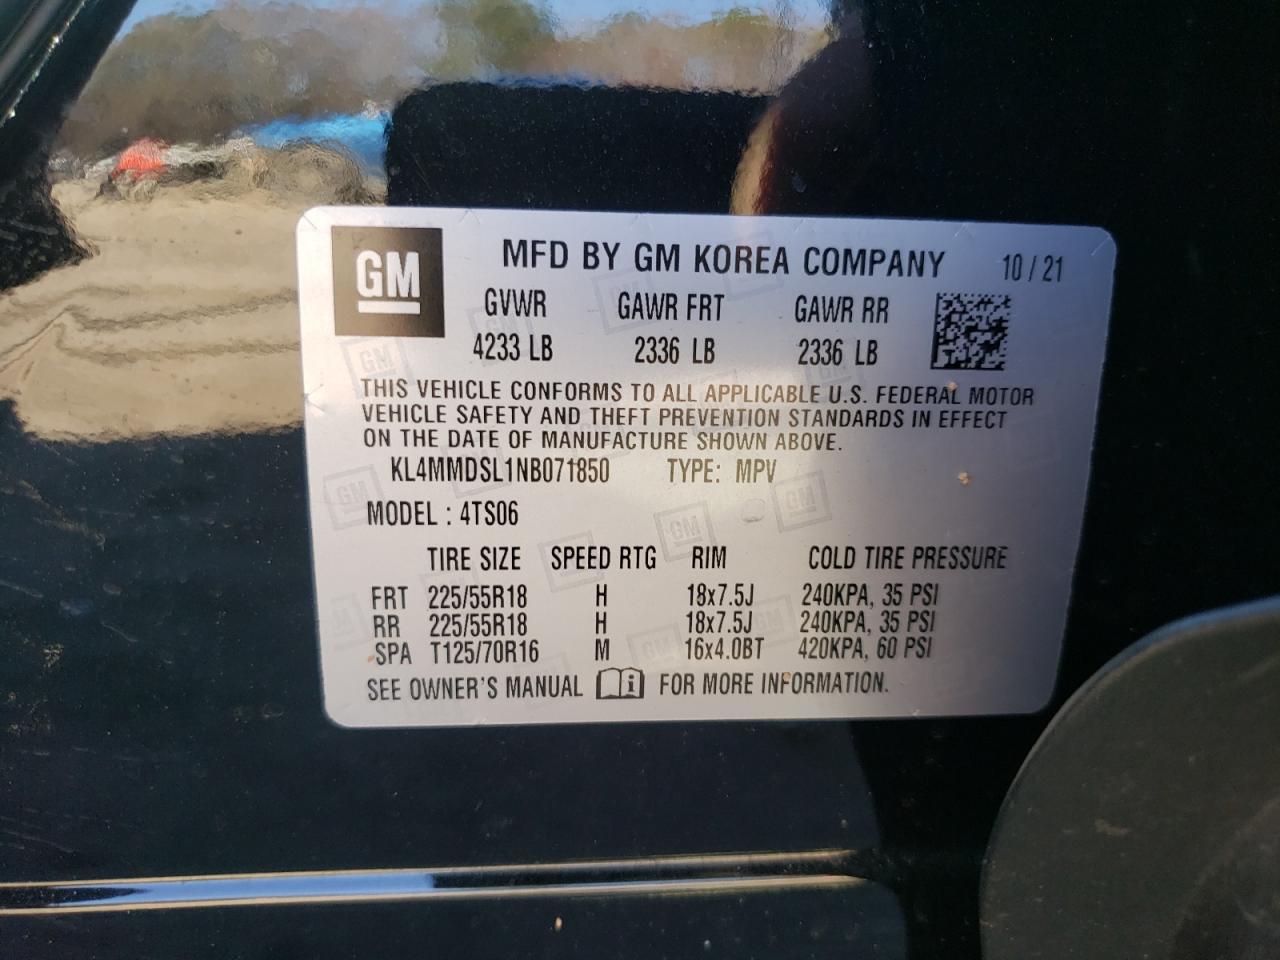 GM
MFD BY GM KOREA COMPANY 10 / 21
GVWR GAWR FRT GAWR RR
4233 LB 2336 LB 2336 LB
THIS VEHICLE CONFORMS TO ALL APPLICABLE U.S. FEDERAL MOTOR
VEHICLE SAFETY AND THEFT PREVENTION STANDARDS IN EFFECT
ON THE DATE OF MANUFACTURE SHOWN ABOVE.
KL4MMDSL1NB071850 TYPE: MPV
MODEL : 4TS06
TIRE SIZE SPEED RTG RIM COLD TIRE PRESSURE
FRT 225/55R18 H 18x7.5J 240KPA, 35 PSI
RR 225/55R18 H 18x7.5J 240KPA, 35 PSI
SPA T125/70R16 M 16x4.0BT 420KPA, 60 PSI
SEE OWNER'S MANUAL i FOR MORE INFORMATION.